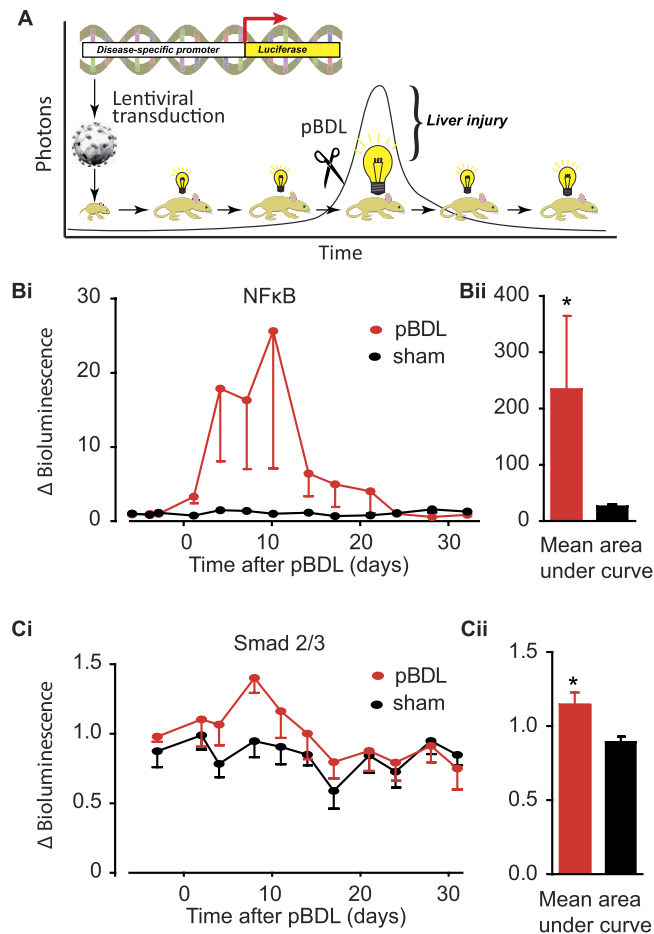 A
Disease-specific promoter
Luciferase
Lentiviral
transduction
pBDL
Liver injury
Photons
Time
Bi
NFκB
30
20
10
0
Δ Bioluminescence
pBDL
sham
0
10
20
30
Time after pBDL (days)
Bii
400
300
200
100
0
*
Mean area
under curve
Ci
Smad 2/3
1.5
1.0
0.5
0
Δ Bioluminescence
pBDL
sham
0
10
20
30
Time after pBDL (days)
Cii
1.5
1.0
0.5
0.0
*
Mean area
under curve